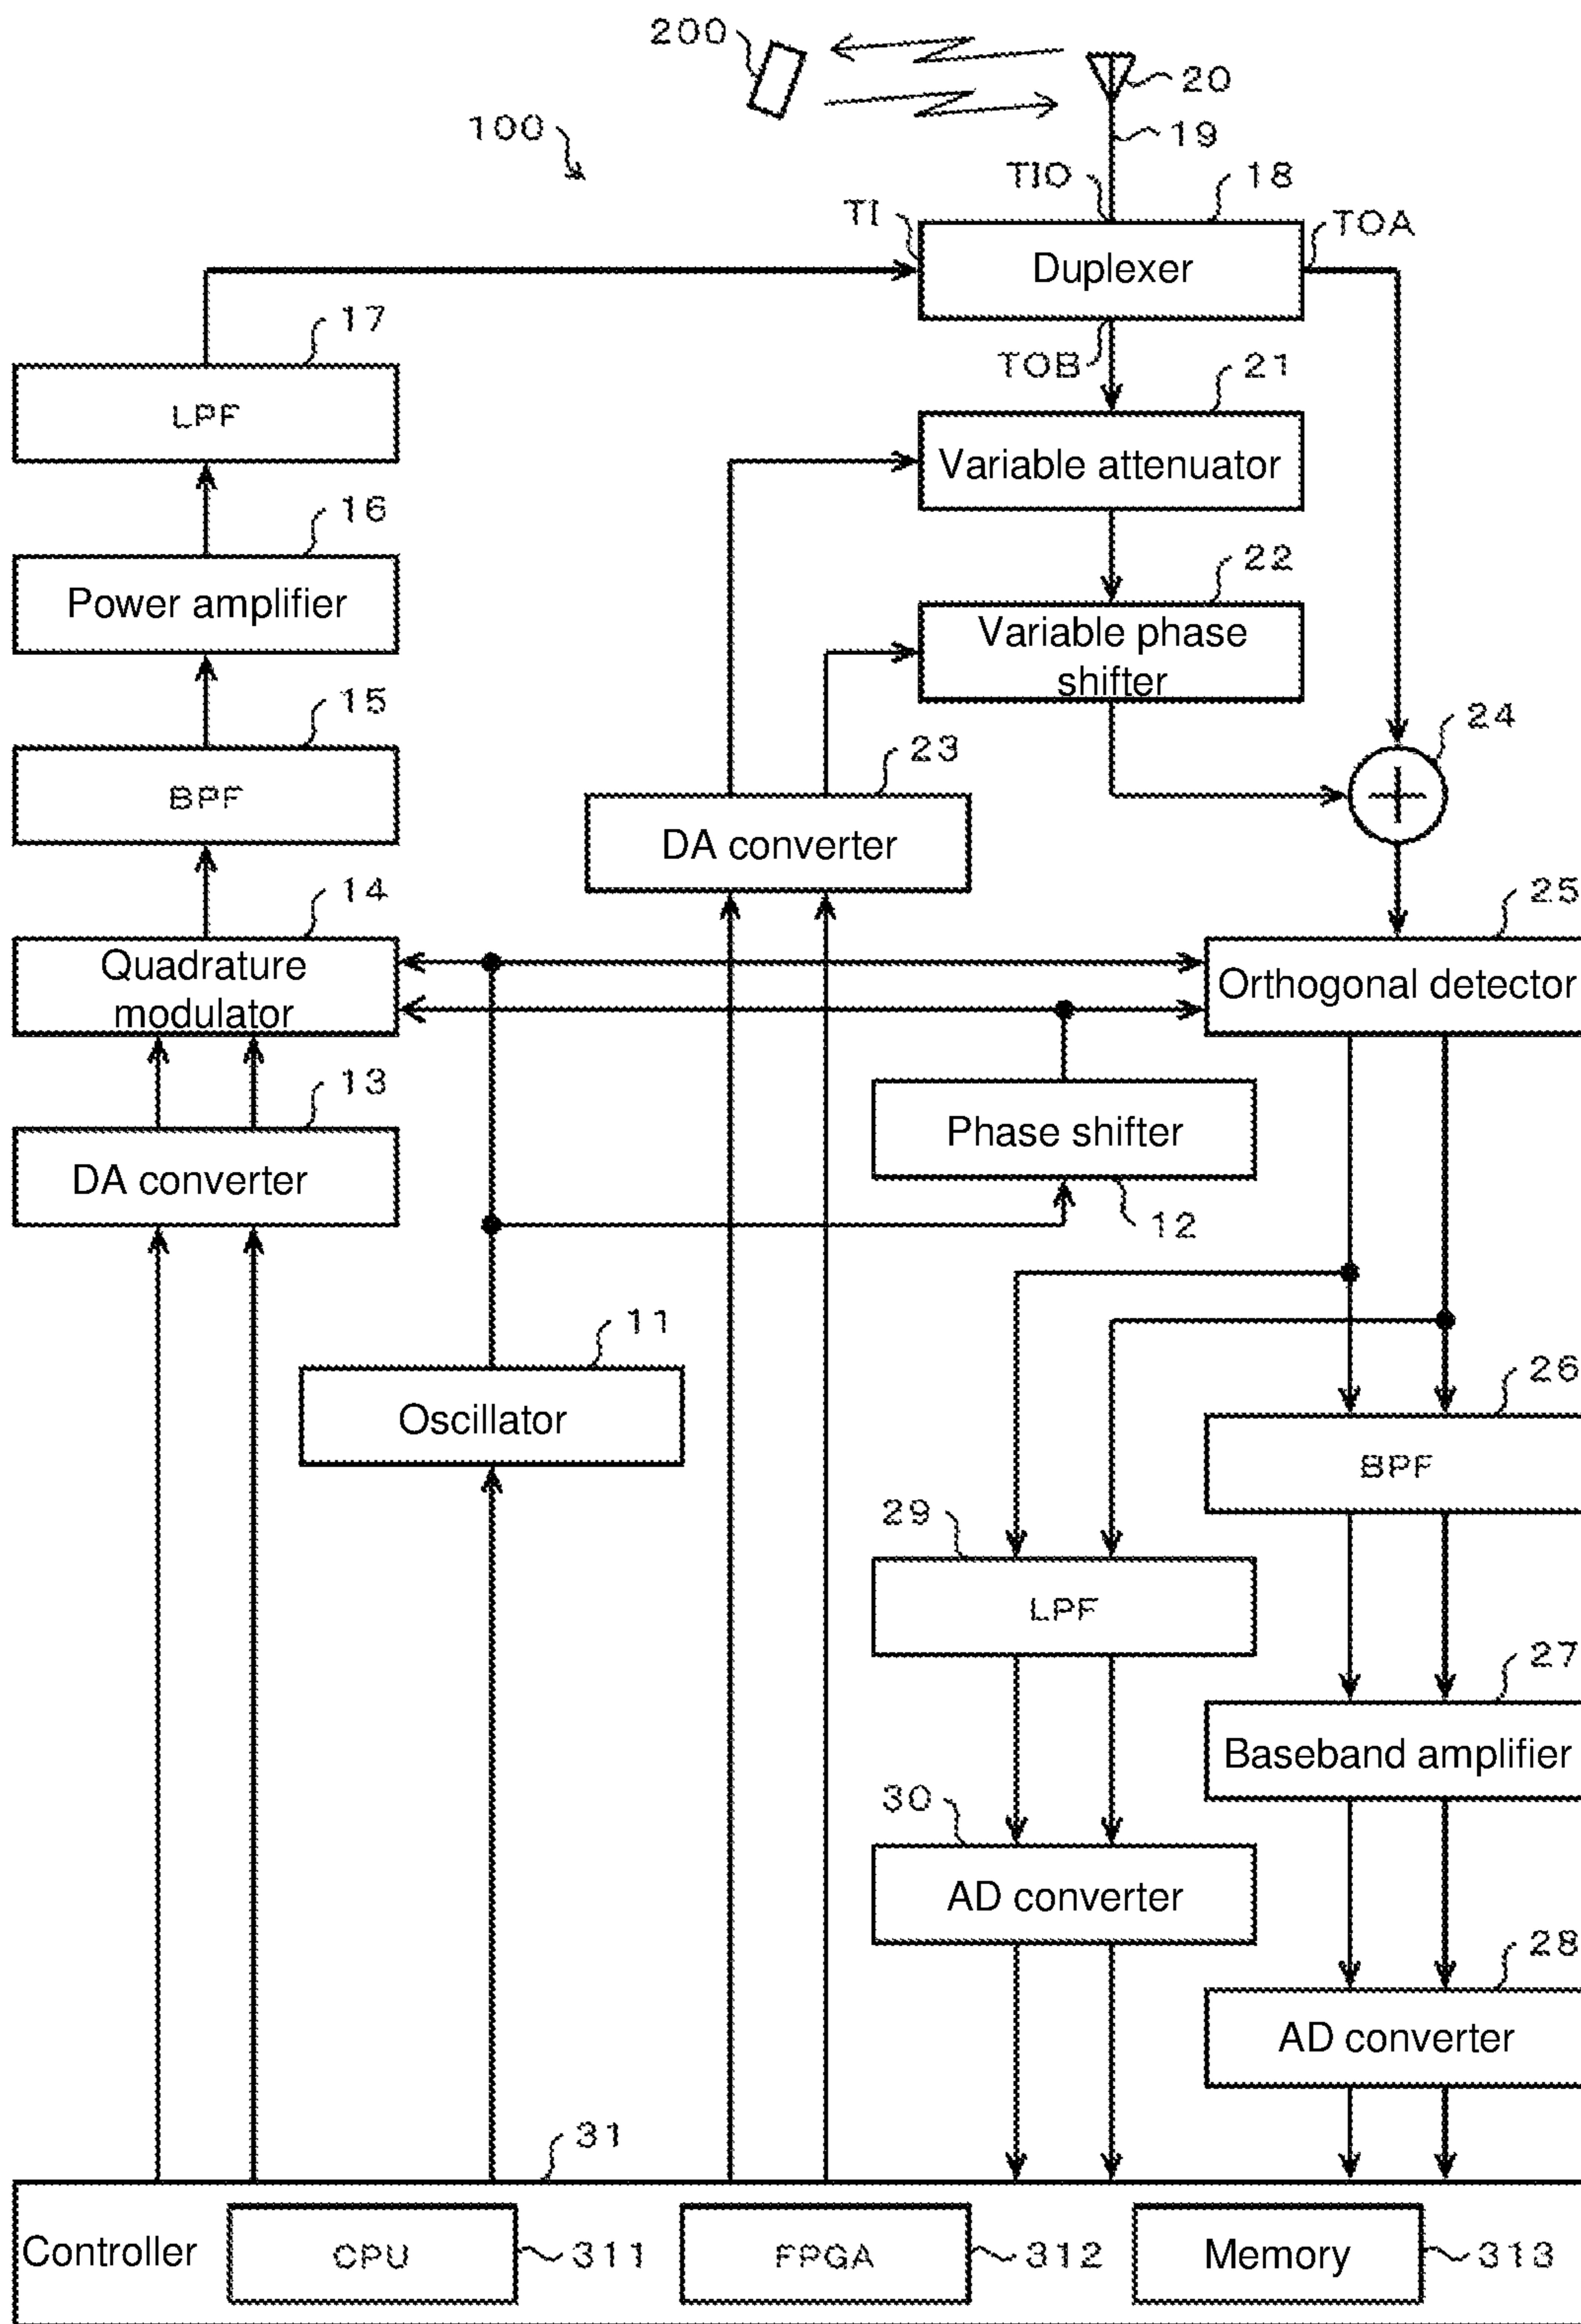 200
20
100
19
TIO
18
TI
TOA
Duplexer
17
TOB
21
LPF
Variable attenuator
16
22
Power amplifier
Variable phase
shifter
15
24
23
BPF
DA converter
14
25
Quadrature
modulator
Orthogonal detector
13
Phase shifter
DA converter
12
11
26
Oscillator
BPF
29
LPF
27
Baseband amplifier
30
AD converter
28
AD converter
31
Controller
CPU
311
FPGA
312
Memory
313